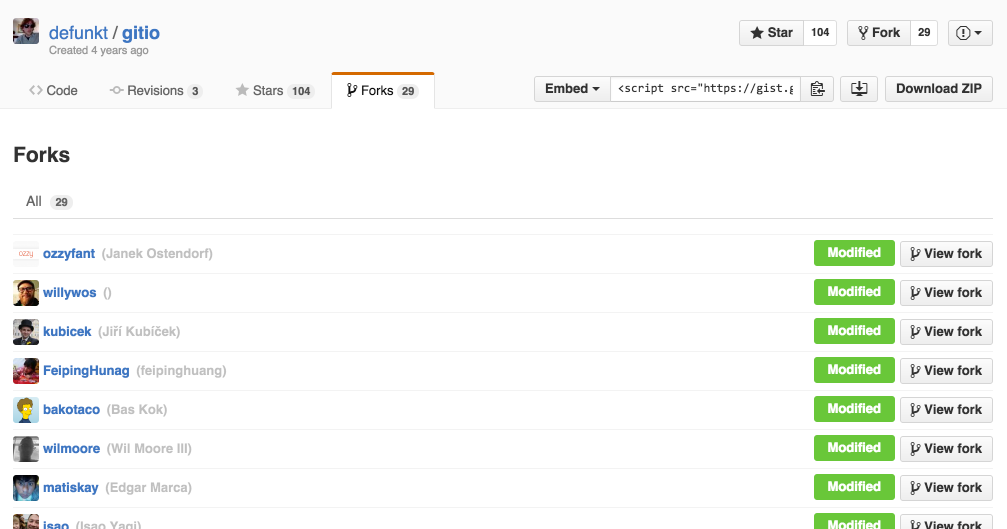 defunkt / gitio
Created 4 years ago
Star 104
Fork 29
Code
Revisions 3
Stars 104
Forks 29
Embed
<script src="https://gist.g
Download ZIP
Forks
All 29
ozzy
ozzyfant (Janek Ostendorf) Modified View fork
willywos () Modified View fork
kubicek (Jiří Kubíček) Modified View fork
FeipingHunag (feipinghuang) Modified View fork
bakotaco (Bas Kok) Modified View fork
wilmoore (Wil Moore III) Modified View fork
matiskay (Edgar Marca) Modified View fork
isao (Isao Yagi) Modified View fork